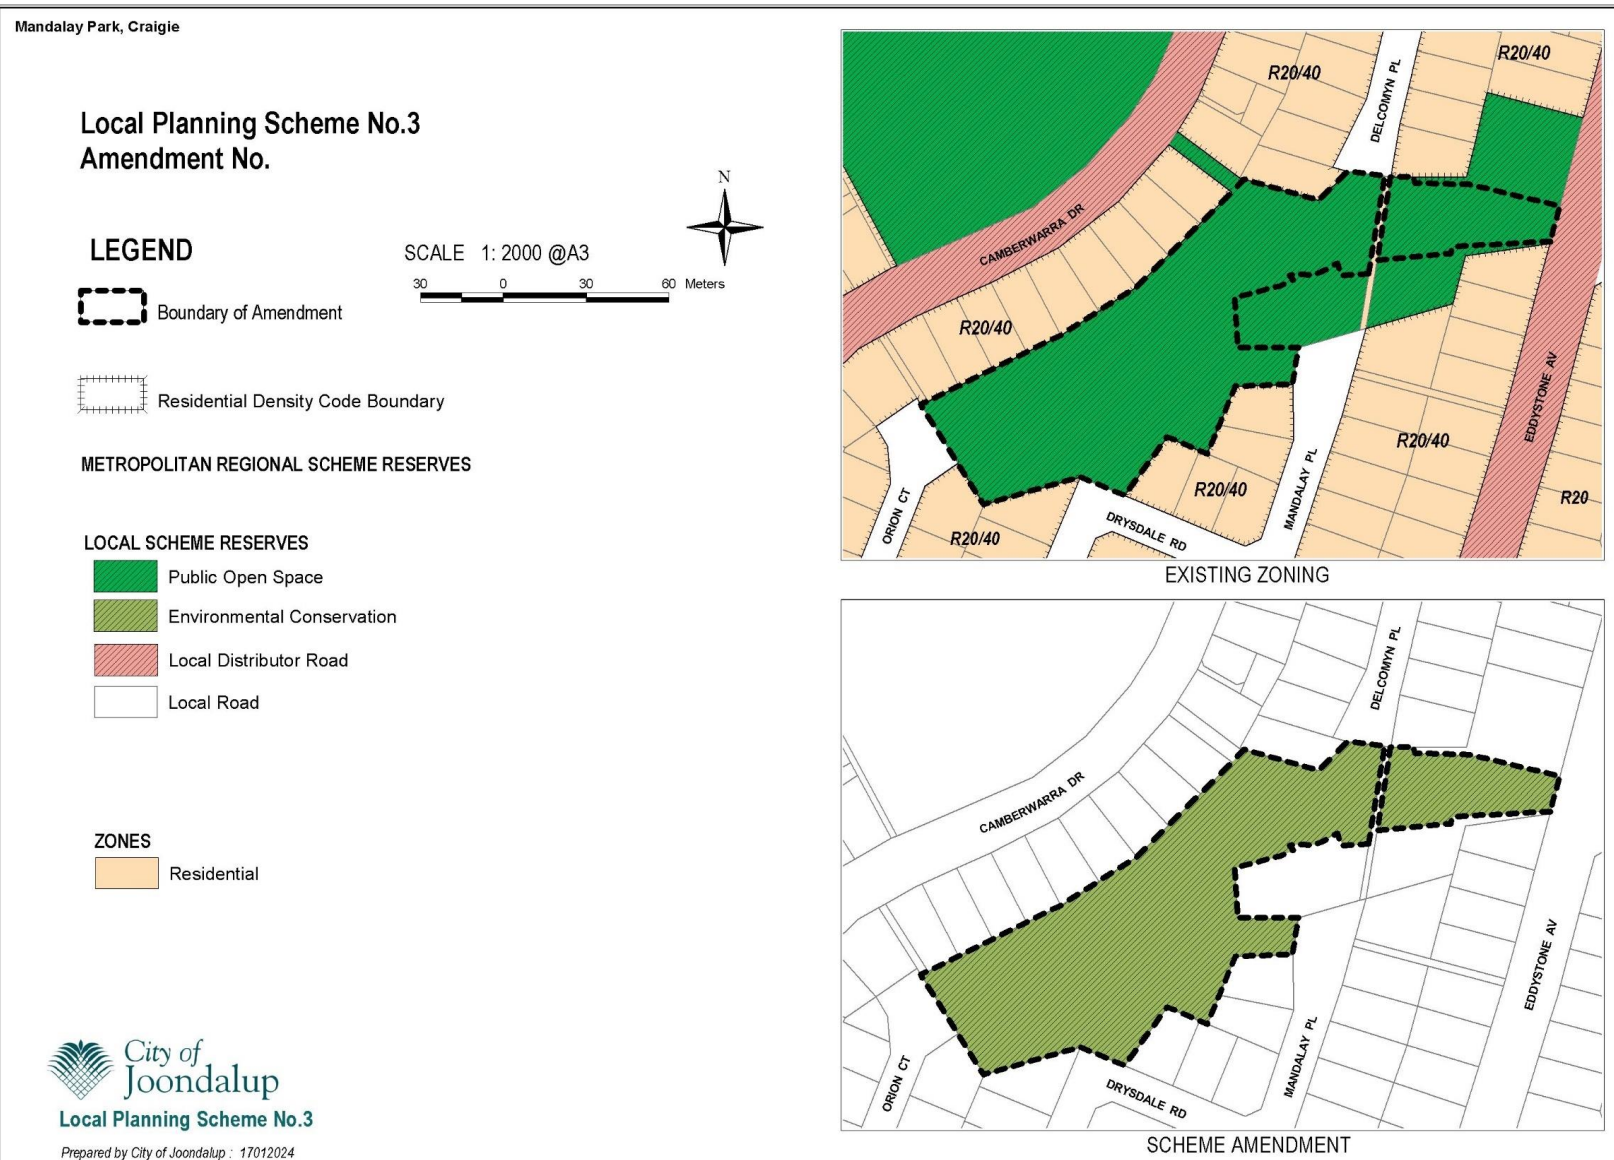 Mandalay Park, Craigie
Local Planning Scheme No.3
Amendment No.
N
LEGEND
SCALE 1: 2000 @A3
30 0 30 60 Meters
Boundary of Amendment
Residential Density Code Boundary
METROPOLITAN REGIONAL SCHEME RESERVES
LOCAL SCHEME RESERVES
Public Open Space
Environmental Conservation
Local Distributor Road
Local Road
ZONES
Residential
City of
Joondalup
Local Planning Scheme No.3
Prepared by City of Joondalup : 17012024
R20/40
R20/40
DELCOMYN PL
CAMBERWARRA DR
R20/40
EDDYSTONE AV
R20/40
R20/40
R20
MANDALAY PL
ORION CT
DRYSDALE RD
R20/40
EXISTING ZONING
DELCOMYN PL
CAMBERWARRA DR
EDDYSTONE AV
MANDALAY PL
ORION CT
DRYSDALE RD
SCHEME AMENDMENT